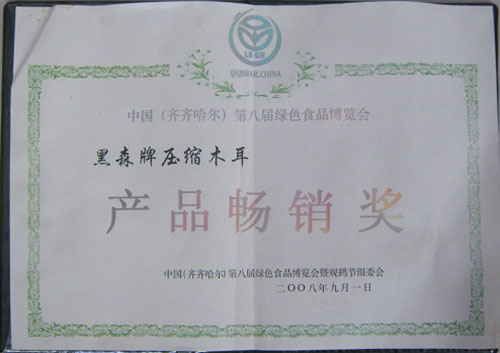 QIQIHAR,CHINA
中国（齐齐哈尔）第八届绿色食品博览会
黑森牌压缩木耳
产品畅销奖
中国(齐齐哈尔)第八届绿色食品博览会暨观鹤节组委会
二〇〇八年九月一日